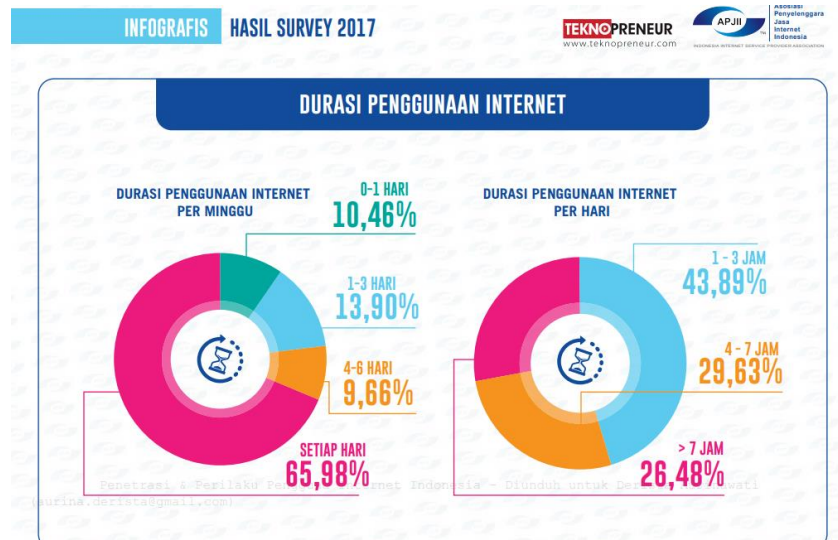 INFOGRAFIS HASIL SURVEY 2017
TEKNOPRENEUR
www.teknopreneur.com
APJII
TM
Asosiasi
Penyelenggara
Jasa
Internet
Indonesia
INDONESIA INTERNET SERVICE PROVIDER ASSOCIATION
DURASI PENGGUNAAN INTERNET
DURASI PENGGUNAAN INTERNET
PER MINGGU
0-1 HARI
10,46%
1-3 HARI
13,90%
4-6 HARI
9,66%
SETIAP HARI
65,98%
DURASI PENGGUNAAN INTERNET
PER HARI
1 - 3 JAM
43,89%
4 - 7 JAM
29,63%
> 7 JAM
26,48%
Penetrasi & Perilaku Indonesia - Diunduh untuk
(aurina.derista@gmail.com)